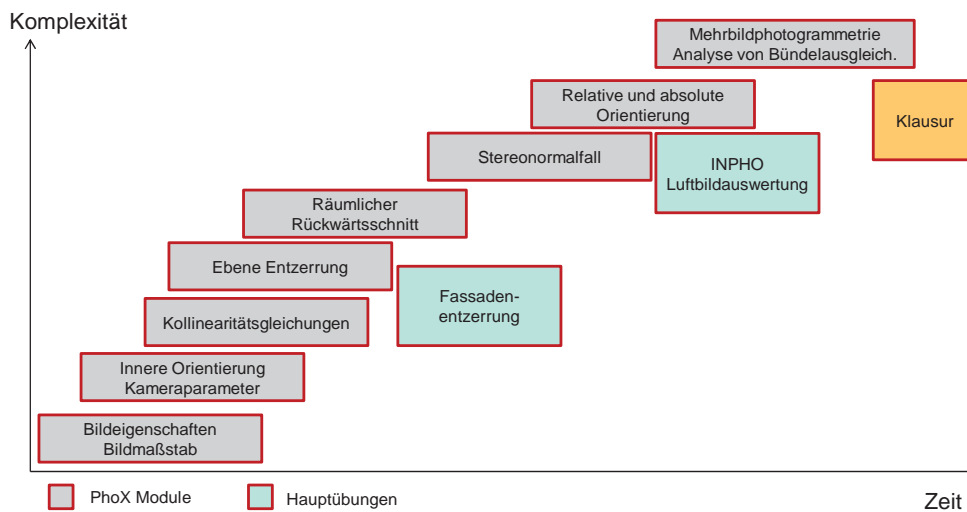 Komplexität
Mehrbildphotogrammetrie
Analyse von Bündelausgleich.
Relative und absolute
Orientierung
Klausur
Stereonormalfall
INPHO
Luftbildauswertung
Räumlicher
Rückwärtsschnitt
Ebene Entzerrung
Fassaden-
entzerrung
Kollinearitätsgleichungen
Innere Orientierung
Kameraparameter
Bildeigenschaften
Bildmaßstab
PhoX Module
Hauptübungen
Zeit